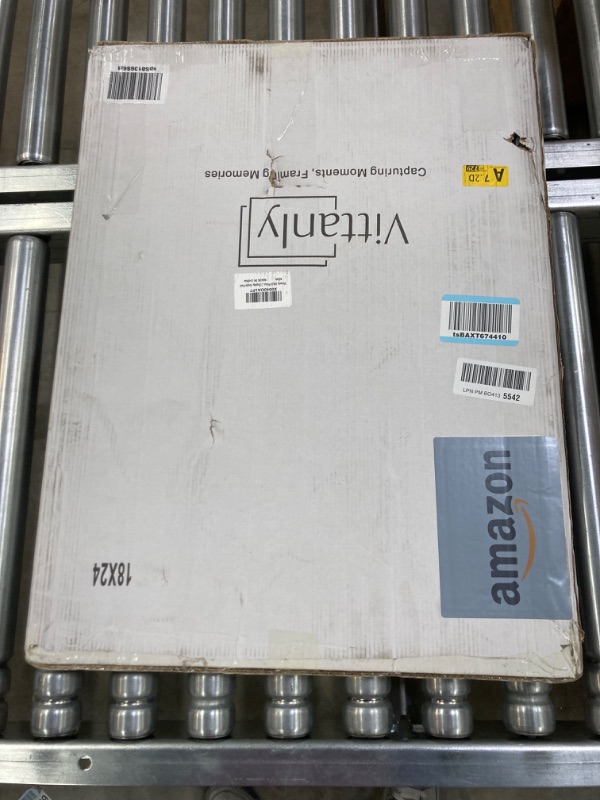 Vittanly
Capturing Moments, Framing Memories
18X24
A
7.2D
tsBAXT674410
LPN PM BO413 5542
amazon